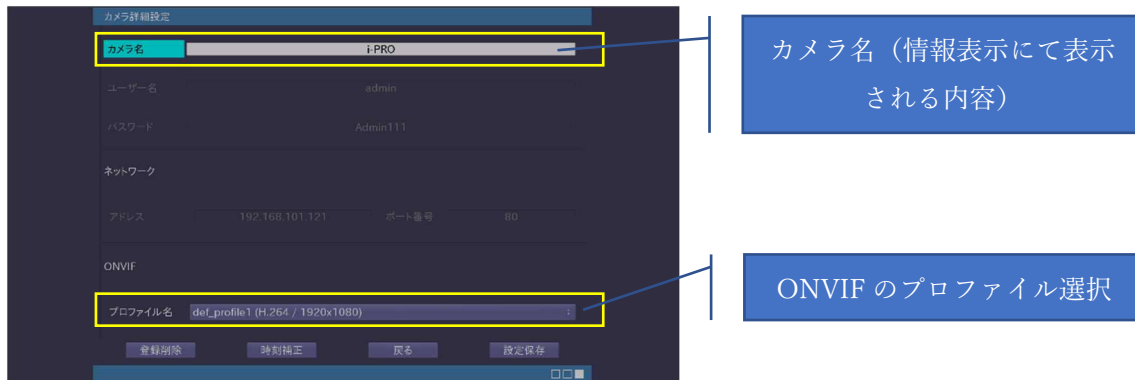 カメラ詳細設定
カメラ名 i-PRO
ユーザー名 admin
パスワード Admin111
ネットワーク
アドレス 192.168.101.121 ポート番号 80
ONVIF
プロファイル名 def_profile1 (H.264 / 1920x1080)
登録削除 時刻補正 戻る 設定保存
カメラ名（情報表示にて表示
される内容）
ONVIF のプロファイル選択